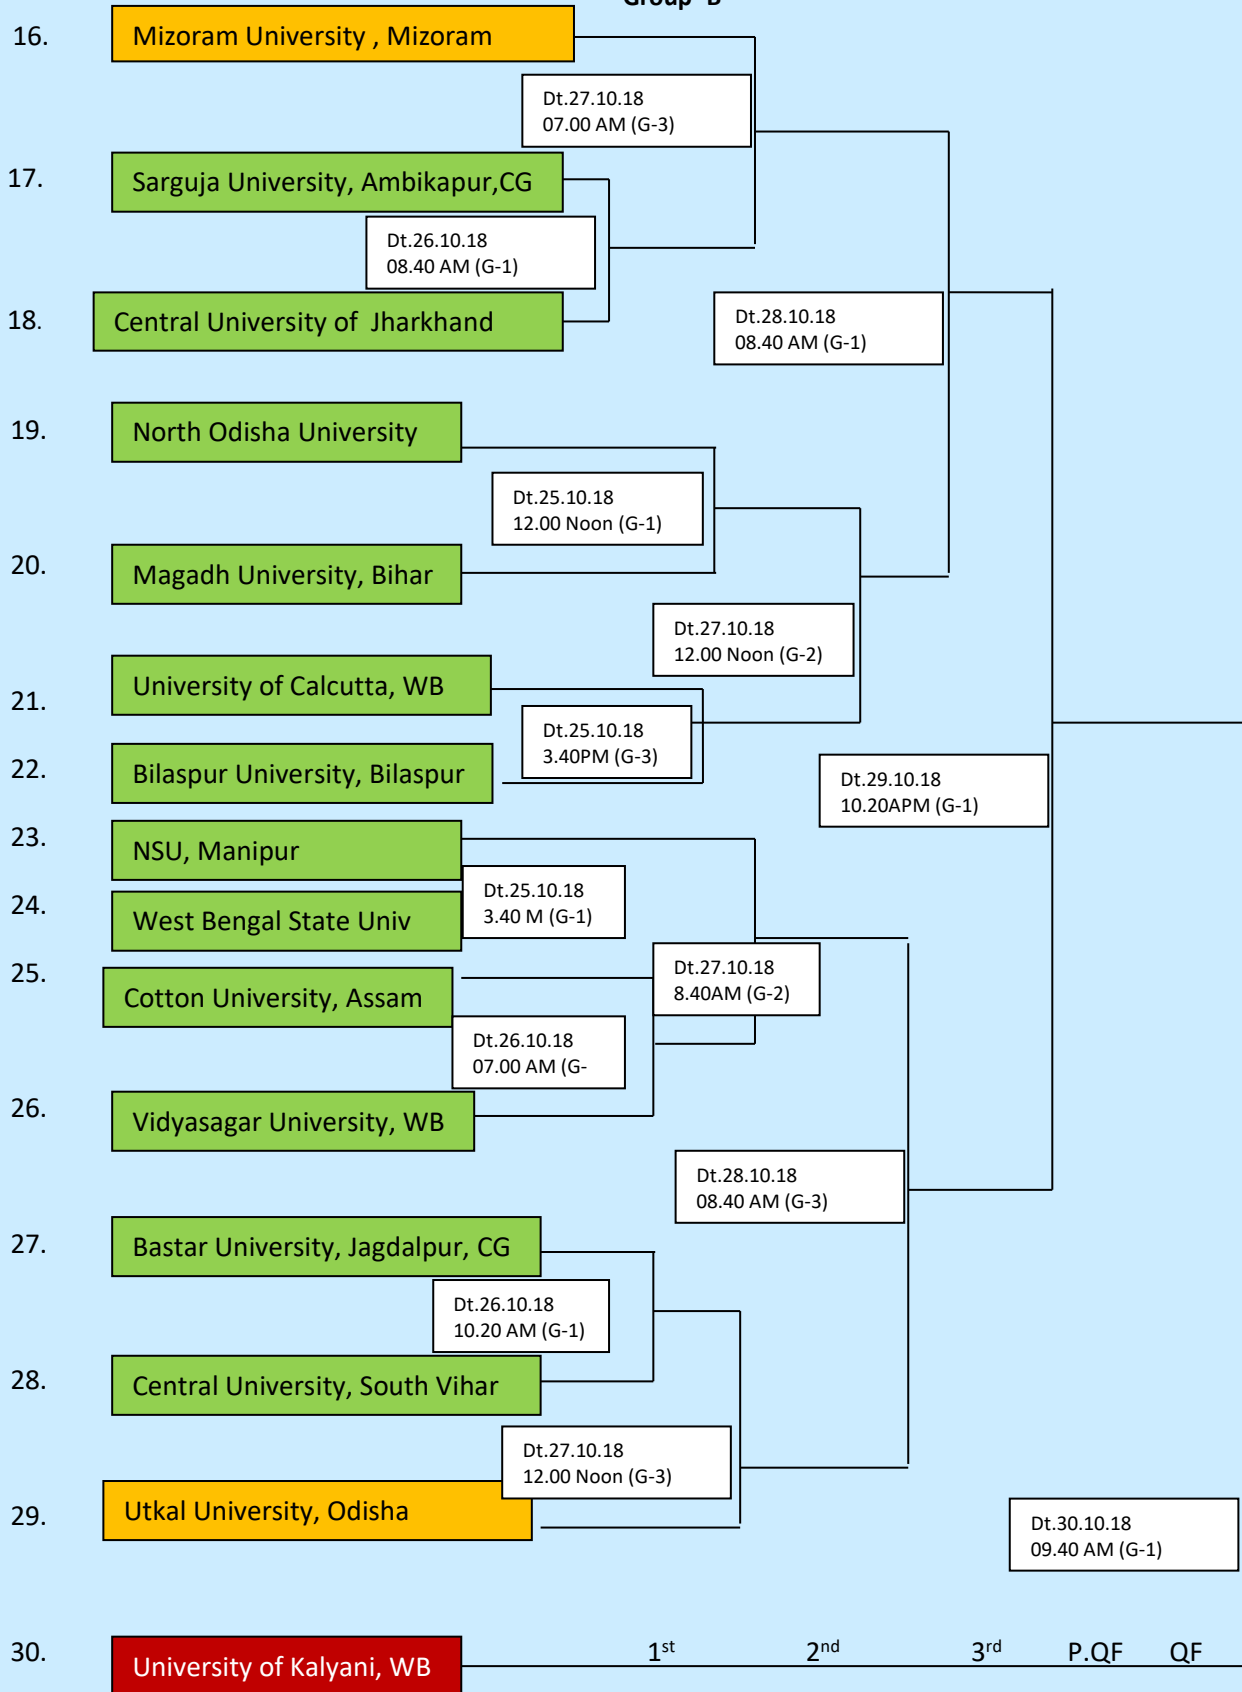 Group B
16. Mizoram University , Mizoram
Dt.27.10.18
07.00 AM (G-3)
17. Sarguja University, Ambikapur,CG
Dt.26.10.18
08.40 AM (G-1)
18. Central University of Jharkhand
Dt.28.10.18
08.40 AM (G-1)
19. North Odisha University
Dt.25.10.18
12.00 Noon (G-1)
20. Magadh University, Bihar
Dt.27.10.18
12.00 Noon (G-2)
21. University of Calcutta, WB
Dt.25.10.18
3.40PM (G-3)
22. Bilaspur University, Bilaspur
Dt.29.10.18
10.20APM (G-1)
23. NSU, Manipur
Dt.25.10.18
3.40 M (G-1)
24. West Bengal State Univ
25. Cotton University, Assam
Dt.27.10.18
8.40AM (G-2)
Dt.26.10.18
07.00 AM (G-
26. Vidyasagar University, WB
Dt.28.10.18
08.40 AM (G-3)
27. Bastar University, Jagdalpur, CG
Dt.26.10.18
10.20 AM (G-1)
28. Central University, South Vihar
Dt.27.10.18
12.00 Noon (G-3)
29. Utkal University, Odisha
Dt.30.10.18
09.40 AM (G-1)
30. University of Kalyani, WB 1st 2nd 3rd P.QF QF